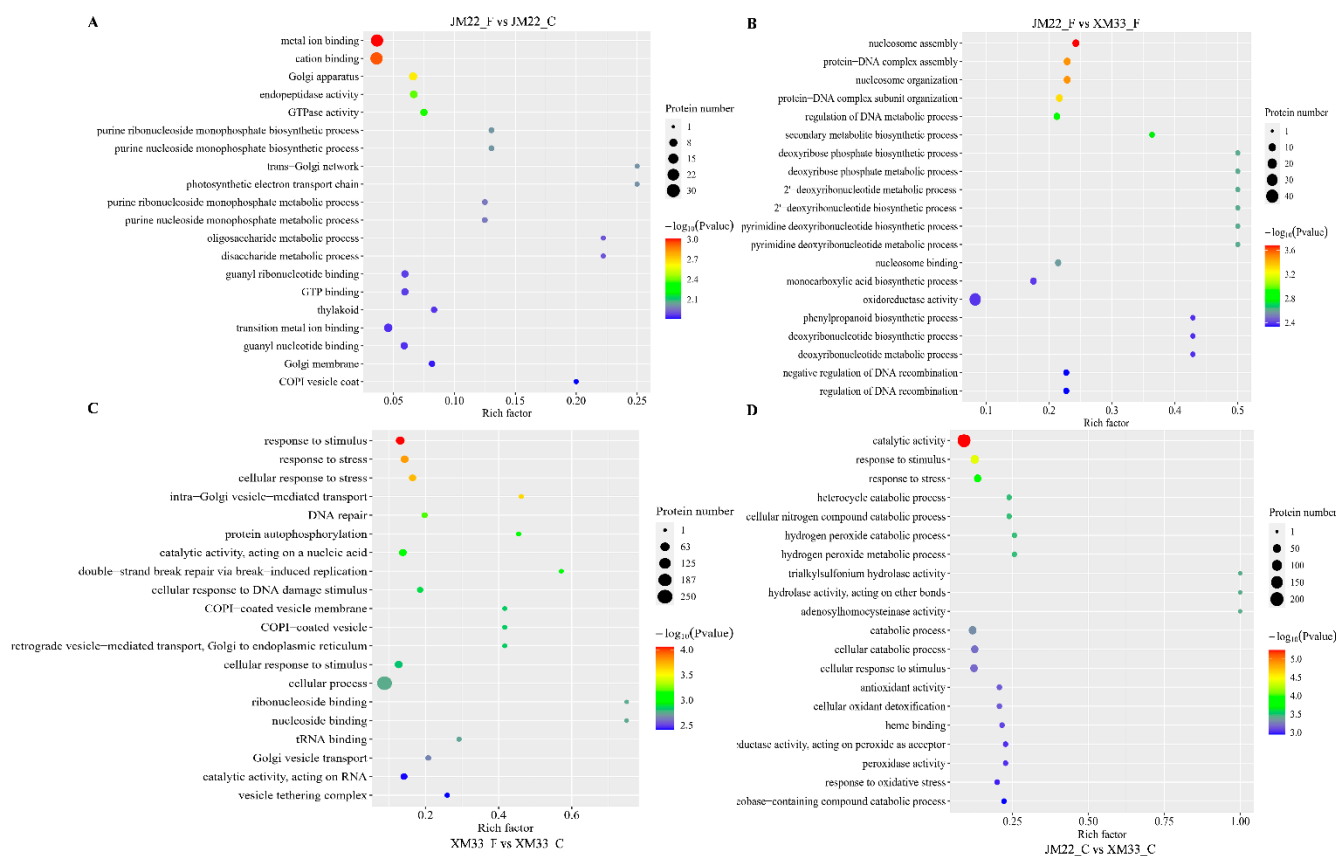 A
JM22_F vs JM22_C
metal ion binding
cation binding
Golgi apparatus
endopeptidase activity
GTPase activity
purine ribonucleoside monophosphate biosynthetic process
purine nucleoside monophosphate biosynthetic process
trans−Golgi network
photosynthetic electron transport chain
purine ribonucleoside monophosphate metabolic process
purine nucleoside monophosphate metabolic process
oligosaccharide metabolic process
disaccharide metabolic process
guanyl ribonucleotide binding
GTP binding
thylakoid
transition metal ion binding
guanyl nucleotide binding
Golgi membrane
COPI vesicle coat
0.05 0.10 0.15 0.20 0.25
Rich factor
Protein number
1
8
15
22
30
−log10(Pvalue)
3.0
2.7
2.4
2.1
B
JM22_F vs XM33_F
nucleosome assembly
protein−DNA complex assembly
nucleosome organization
protein−DNA complex subunit organization
regulation of DNA metabolic process
secondary metabolite biosynthetic process
deoxyribose phosphate biosynthetic process
deoxyribose phosphate metabolic process
2' deoxyribonucleotide metabolic process
2' deoxyribonucleotide biosynthetic process
pyrimidine deoxyribonucleotide biosynthetic process
pyrimidine deoxyribonucleotide metabolic process
nucleosome binding
monocarboxylic acid biosynthetic process
oxidoreductase activity
phenylpropanoid biosynthetic process
deoxyribonucleotide biosynthetic process
deoxyribonucleotide metabolic process
negative regulation of DNA recombination
regulation of DNA recombination
0.1 0.2 0.3 0.4 0.5
Rich factor
Protein number
1
10
20
30
40
−log10(Pvalue)
3.6
3.2
2.8
2.4
C
response to stimulus
response to stress
cellular response to stress
intra−Golgi vesicle−mediated transport
DNA repair
protein autophosphorylation
catalytic activity, acting on a nucleic acid
double−strand break repair via break−induced replication
cellular response to DNA damage stimulus
COPI−coated vesicle membrane
COPI−coated vesicle
retrograde vesicle−mediated transport, Golgi to endoplasmic reticulum
cellular response to stimulus
cellular process
ribonucleoside binding
nucleoside binding
tRNA binding
Golgi vesicle transport
catalytic activity, acting on RNA
vesicle tethering complex
0.2 0.4 0.6
Rich factor
XM33_F vs XM33_C
Protein number
1
63
125
187
250
−log10(Pvalue)
4.0
3.5
3.0
2.5
D
catalytic activity
response to stimulus
response to stress
heterocycle catabolic process
cellular nitrogen compound catabolic process
hydrogen peroxide catabolic process
hydrogen peroxide metabolic process
trialkylsulfonium hydrolase activity
hydrolase activity, acting on ether bonds
adenosylhomocysteinase activity
catabolic process
cellular catabolic process
cellular response to stimulus
antioxidant activity
cellular oxidant detoxification
heme binding
eductase activity, acting on peroxide as acceptor
peroxidase activity
response to oxidative stress
eobase−containing compound catabolic process
0.25 0.50 0.75 1.00
Rich factor
JM22_C vs XM33_C
Protein number
1
50
100
150
200
−log10(Pvalue)
5.0
4.5
4.0
3.5
3.0